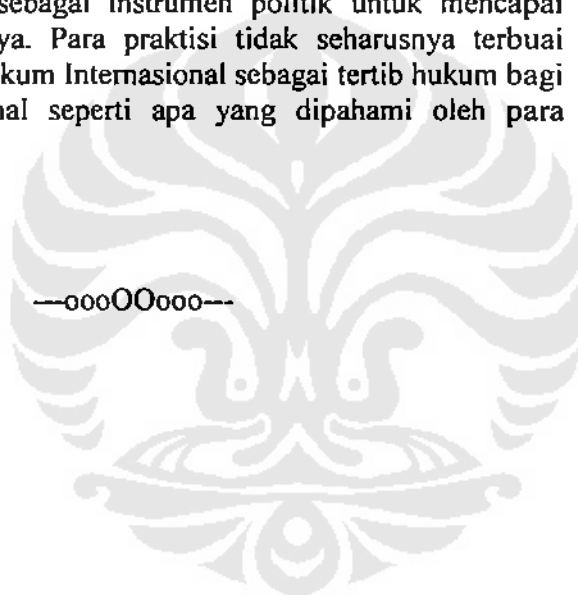 sebagai instrumen politik untuk mencapai
ya. Para praktisi tidak seharusnya terbuai
kum Internasional sebagai tertib hukum bagi
nal seperti apa yang dipahami oleh para
---oooOOooo---